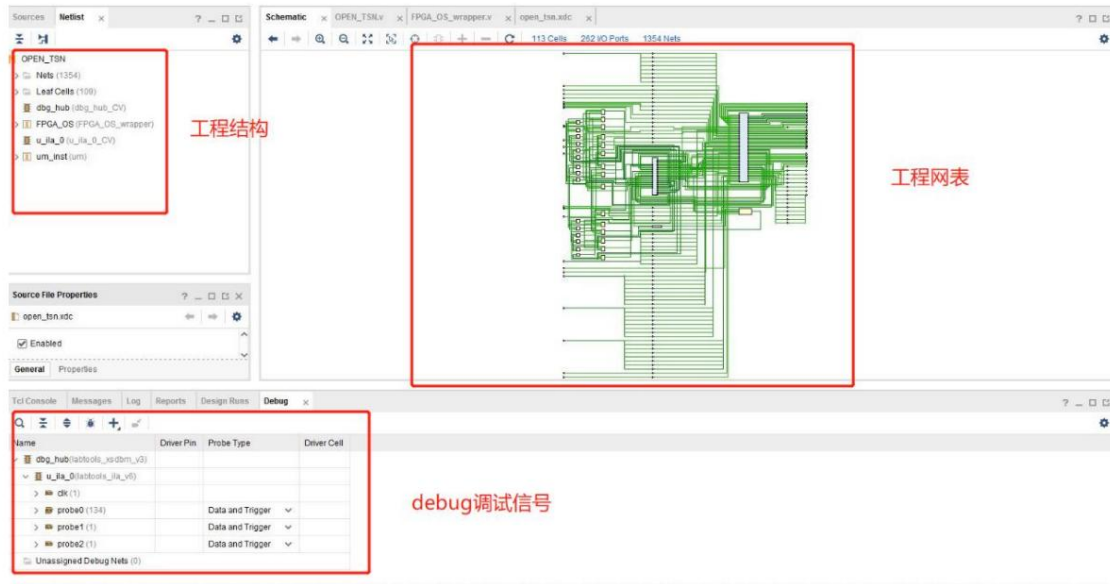 Sources Netlist x ? _
Schematic x OPEN_TSN.v x FPGA_OS_wrapper.v x open_tsn.xdc x ?
113 Cells 262 I/O Ports 1354 Nets
OPEN_TSN
Nets (1354)
Leaf Cells (109)
dbg_hub (dbg_hub_CV)
FPGA_OS (FPGA_OS_wrapper)
u_ila_0 (u_ila_0_CV)
um_inst (um)
工程结构
工程网表
Source File Properties ? _ X
open_tsn.xdc
Enabled
General Properties
Tcl Console Messages Log Reports Design Runs Debug x ? _
Name Driver Pin Probe Type Driver Cell
dbg_hub (labtools_xsdbm_v3)
u_ila_0 (labtools_ila_v6)
clk (1)
probe0 (134) Data and Trigger
probe1 (1) Data and Trigger
probe2 (1) Data and Trigger
Unassigned Debug Nets (0)
debug调试信号